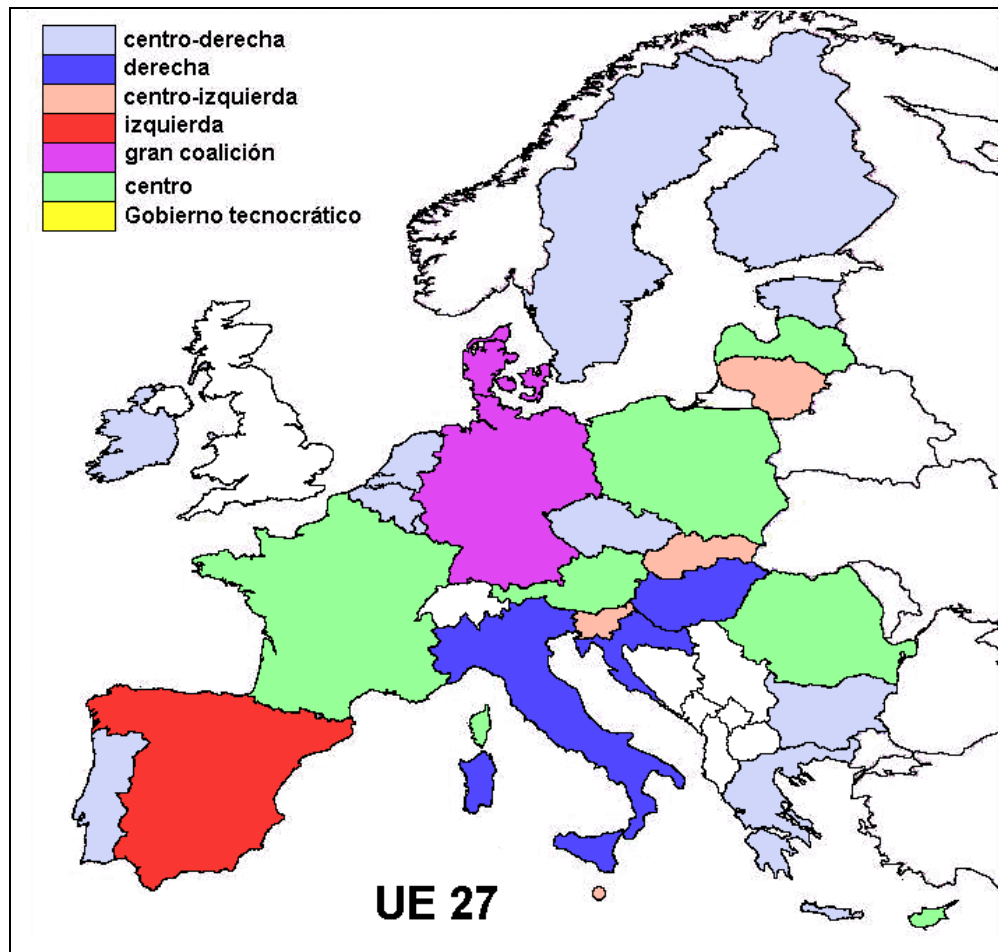 centro-derecha
derecha
centro-izquierda
izquierda
gran coalición
centro
Gobierno tecnocrático
UE 27